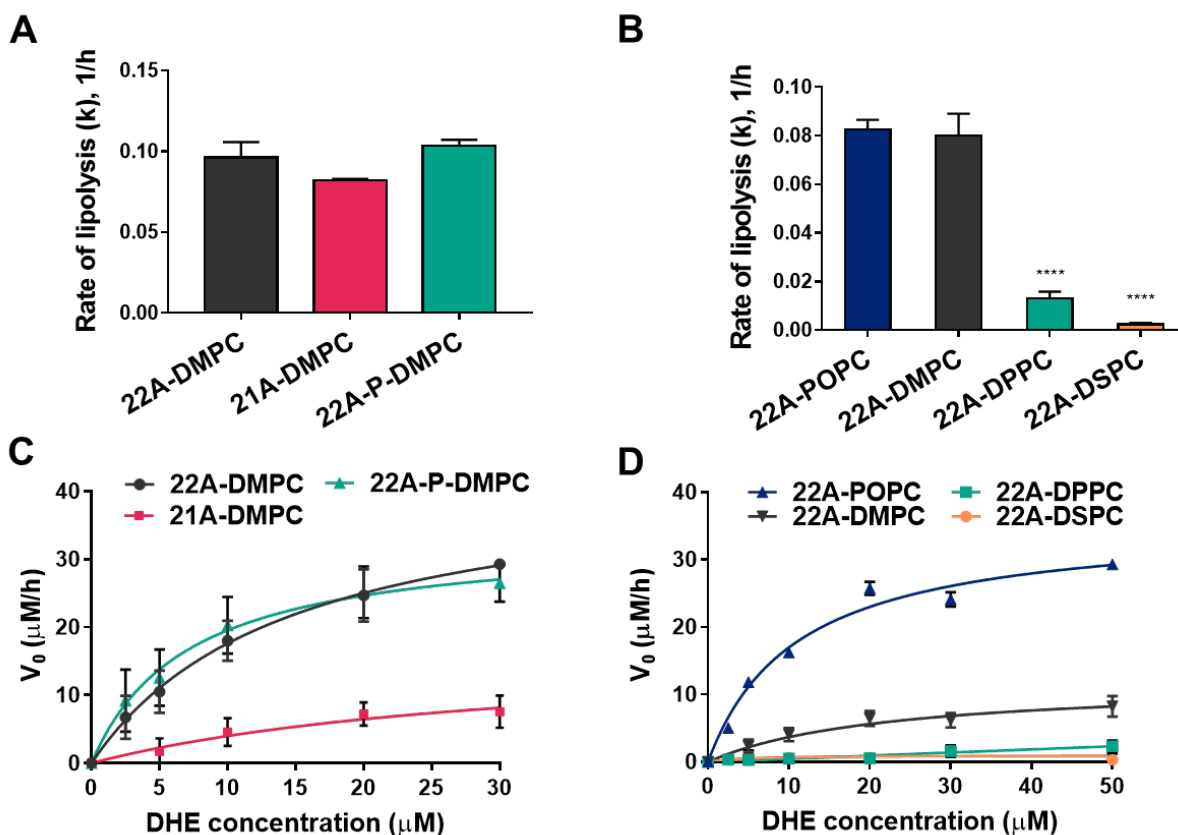 A
Rate of lipolysis (k), 1/h
0.15
0.10
0.05
0.00
22A-DMPC
21A-DMPC
22A-P-DMPC
B
Rate of lipolysis (k), 1/h
0.10
0.08
0.06
0.04
0.02
0.00
****
****
22A-POPC
22A-DMPC
22A-DPPC
22A-DSPC
C
22A-DMPC 22A-P-DMPC
21A-DMPC
V0 (μM/h)
40
30
20
10
0
0 5 10 15 20 25 30
DHE concentration (μM)
D
22A-POPC 22A-DPPC
22A-DMPC 22A-DSPC
V0 (μM/h)
40
30
20
10
0
0 10 20 30 40 50
DHE concentration (μM)